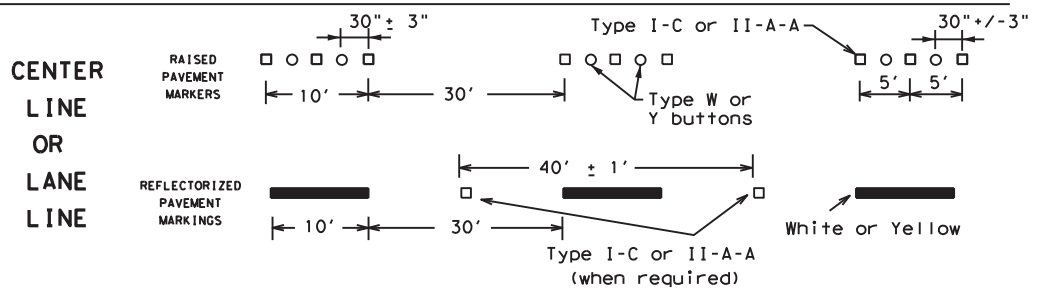 CENTER
LINE
OR
LANE
LINE
RAISED
PAVEMENT
MARKERS
30" ± 3"
10'
30'
Type I-C or II-A-A
Type W or
Y buttons
30"+/-3"
5'
5'
REFLECTORIZED
PAVEMENT
MARKINGS
10'
30'
40' ± 1'
Type I-C or II-A-A
(when required)
White or Yellow